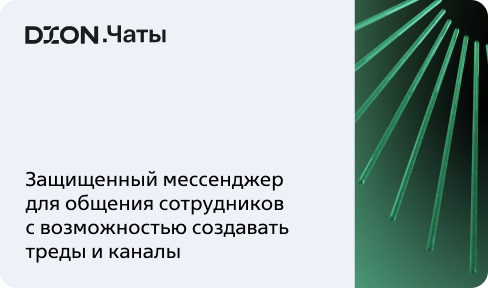 DION.Чаты
Защищенный мессенджер
для общения сотрудников
с возможностью создавать
треды и каналы